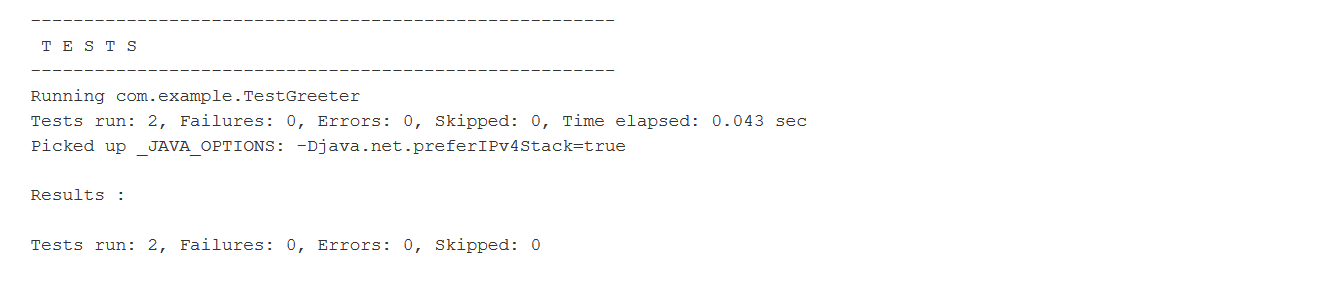 -------------------------------------------------------
 T E S T S
-------------------------------------------------------
Running com.example.TestGreeter
Tests run: 2, Failures: 0, Errors: 0, Skipped: 0, Time elapsed: 0.043 sec
Picked up _JAVA_OPTIONS: -Djava.net.preferIPv4Stack=true
Results :
Tests run: 2, Failures: 0, Errors: 0, Skipped: 0